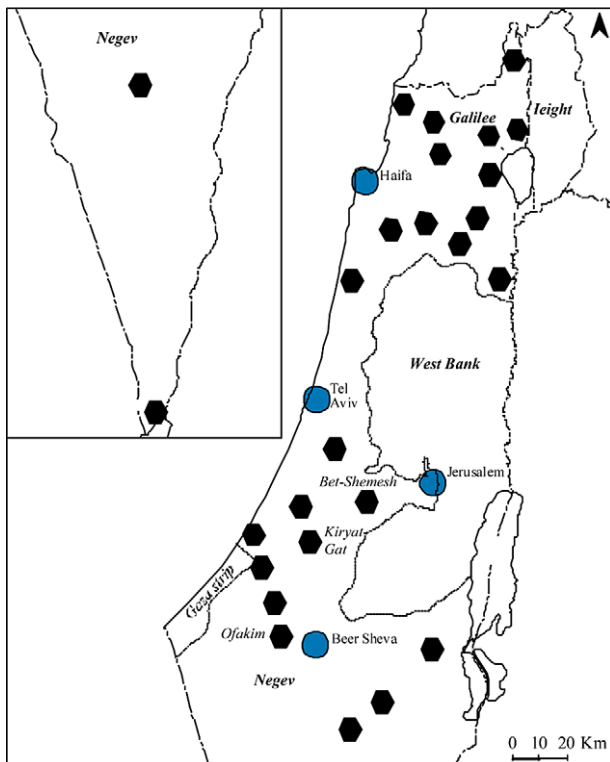 Negev
Galilee
Ieight
Haifa
West Bank
Tel
Aviv
Jerusalem
Bet-Shemesh
Kiryat-
Gat
Goza strip
Ofakim
Beer Sheva
Negev
0 10 20 Km